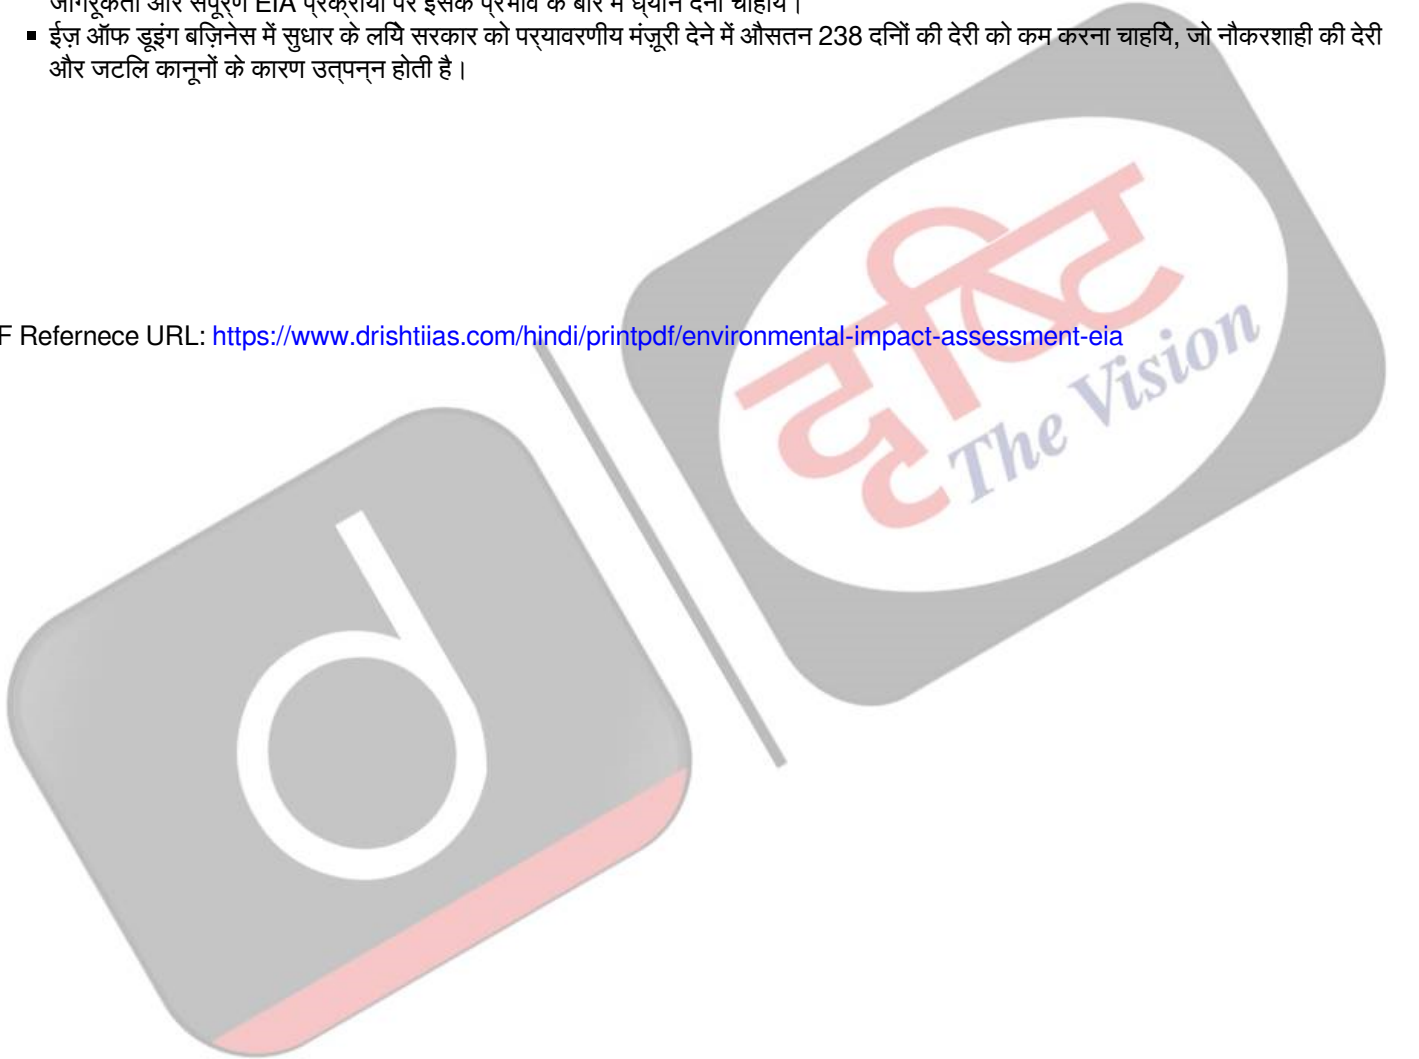 जागरूकता और संपूर्ण EIA प्रक्रिया पर इसके प्रभाव के बारे में ध्यान देना चाहिये।
▪ ईज़ ऑफ डूइंग बिज़नेस में सुधार के लिये सरकार को पर्यावरणीय मंज़ूरी देने में औसतन 238 दिनों की देरी को कम करना चाहिये, जो नौकरशाही की देरी
और जटिल कानूनों के कारण उत्पन्न होती है।
F Refernece URL: https://www.drishtiias.com/hindi/printpdf/environmental-impact-assessment-eia
दृष्टि
The Vision
d